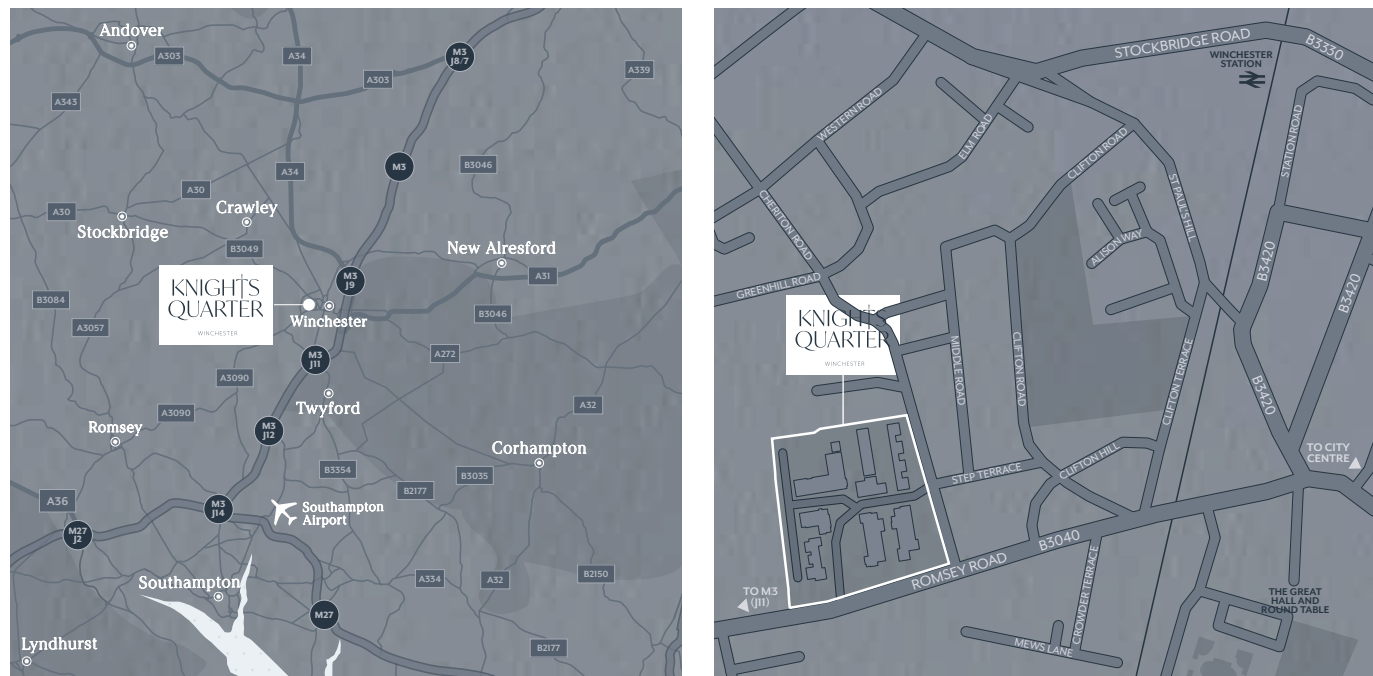 Andover
A303
A34
M3
J8/7
A303
A339
A343
M3
A34
B3046
A30
A30
Crawley
Stockbridge
B3049
New Alresford
A31
M3
J9
KNIGHTS
QUARTER
WINCHESTER
B3084
A3057
Winchester
B3046
A272
M3
J11
A3090
Twyford
A3090
A32
Romsey
M3
J12
Corhampton
B3354
B3035
B2177
A36
M3
J14
Southampton
Airport
M27
J2
Southampton
A334
A32
B2150
M27
Lyndhurst
B2177
STOCKBRIDGE ROAD
B3330
WINCHESTER
STATION
WESTERN ROAD
ELM ROAD
CLIFTON ROAD
STATION ROAD
CHERITON ROAD
ST PAUL'S HILL
ALISON WAY
B3420
B3420
GREENHILL ROAD
KNIGHTS
QUARTER
WINCHESTER
MIDDLE ROAD
CLIFTON ROAD
CLIFTON TERRACE
B3420
TO CITY
CENTRE
STEP TERRACE
CLIFTON HILL
B3040
ROMSEY ROAD
TO M3
(J11)
CROWDER TERRACE
MEWS LANE
THE GREAT
HALL AND
ROUND TABLE